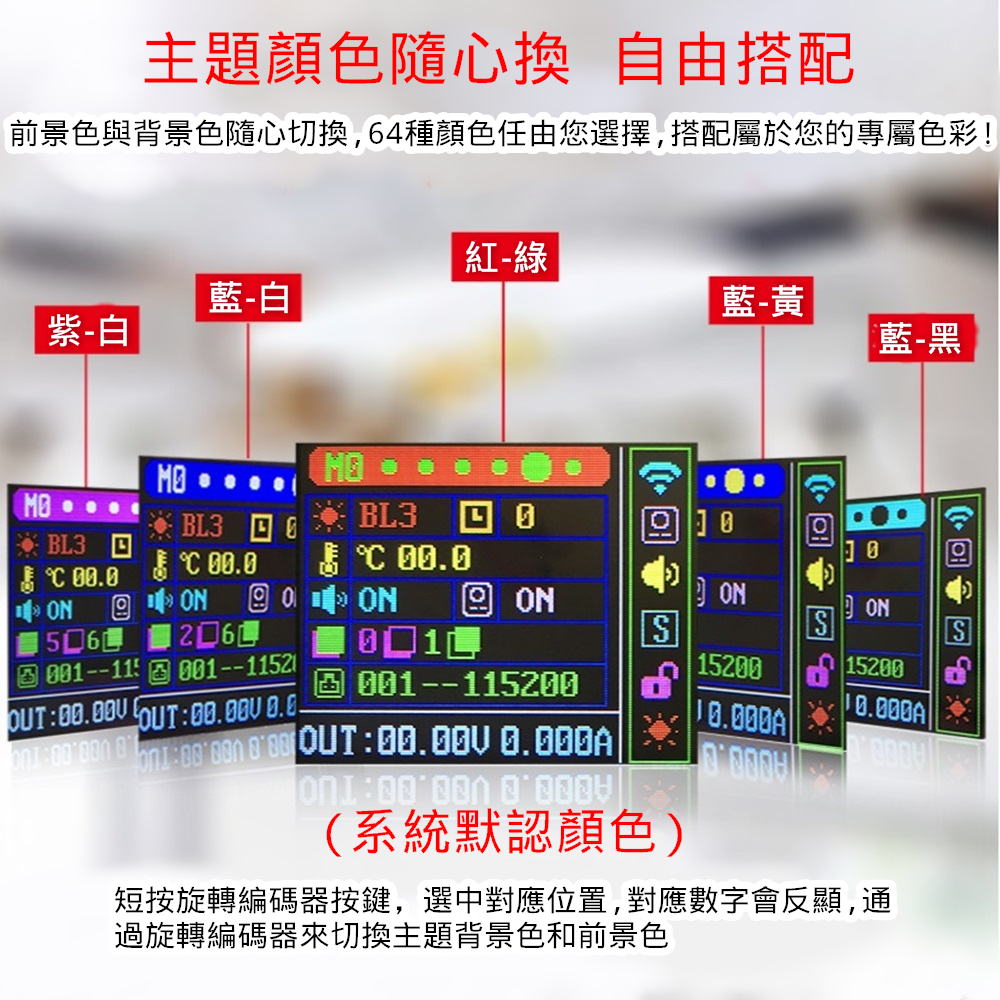 主題顏色隨心換 自由搭配
前景色與背景色隨心切換,64種顏色任由您選擇,搭配屬於您的專屬色彩!
紫-白
藍-白
紅-綠
藍-黃
藍-黑
M0
BL3
℃ 00.0
ON
5 6
001--115
OUT:00.00V
M0
BL3 0
℃ 00.0
ON
2 6
001--11520
OUT:00.00V 0.0
M0
BL3 0
℃ 00.0
ON ON
0 1
001--115200
OUT:00.00V 0.000A
S
0
ON
15200
0.000A
S
0
ON
15200
0.000A
S
(系統默認顏色)
短按旋轉編碼器按鍵，選中對應位置,對應數字會反顯,通
過旋轉編碼器來切換主題背景色和前景色